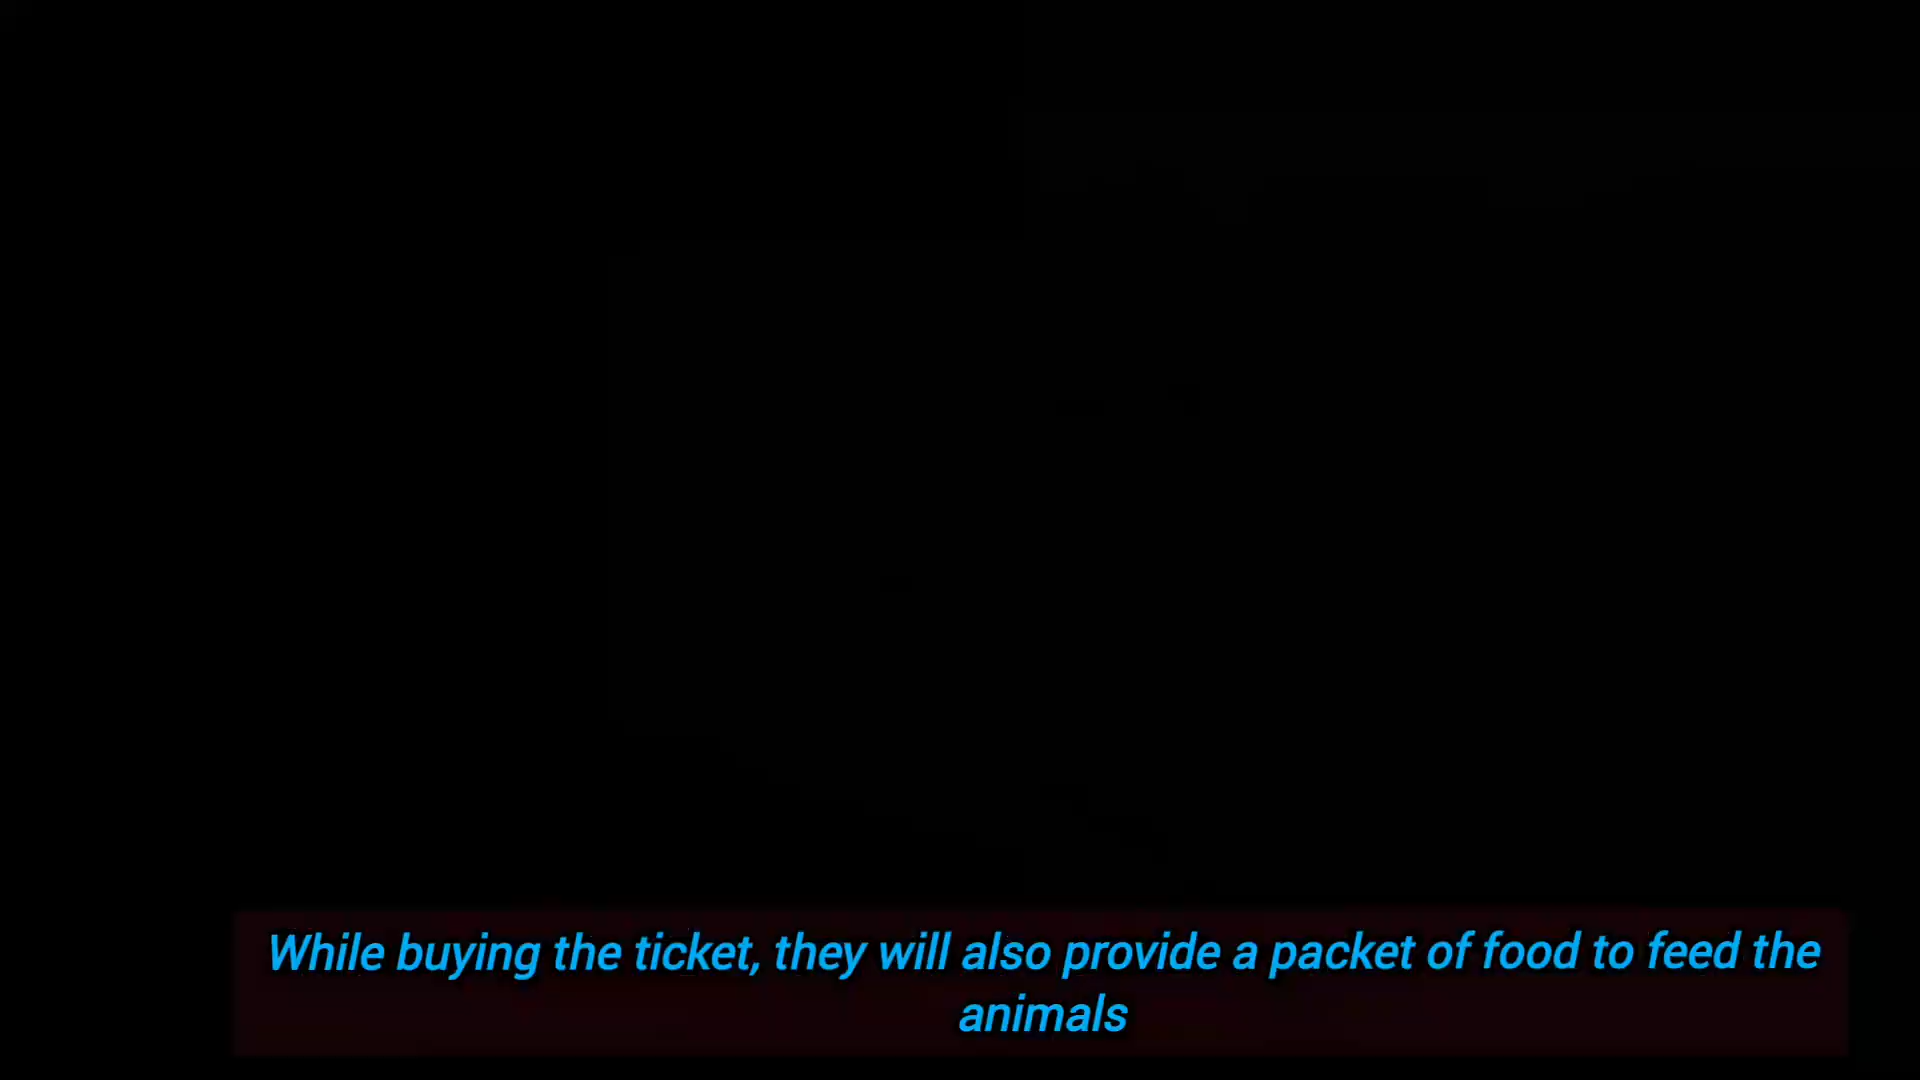 While buying the ticket, they will also provide a packet of food to feed the
animals